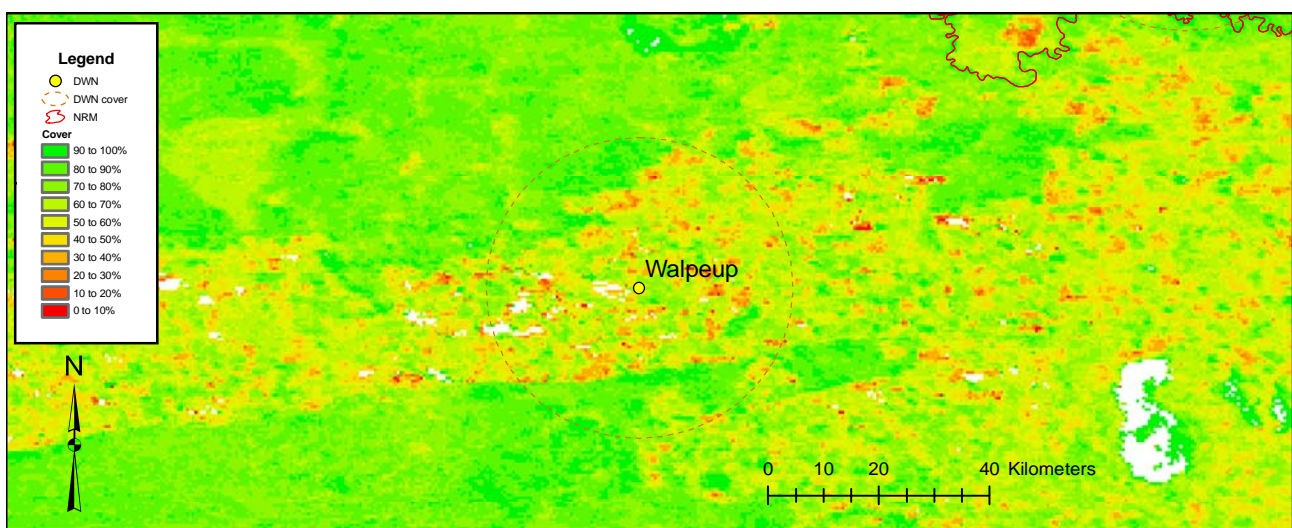 Legend
DWN
DWN cover
NRM
Cover
90 to 100%
80 to 90%
70 to 80%
60 to 70%
50 to 60%
40 to 50%
30 to 40%
20 to 30%
10 to 20%
0 to 10%
Walpeup
N
0 10 20 40 Kilometers